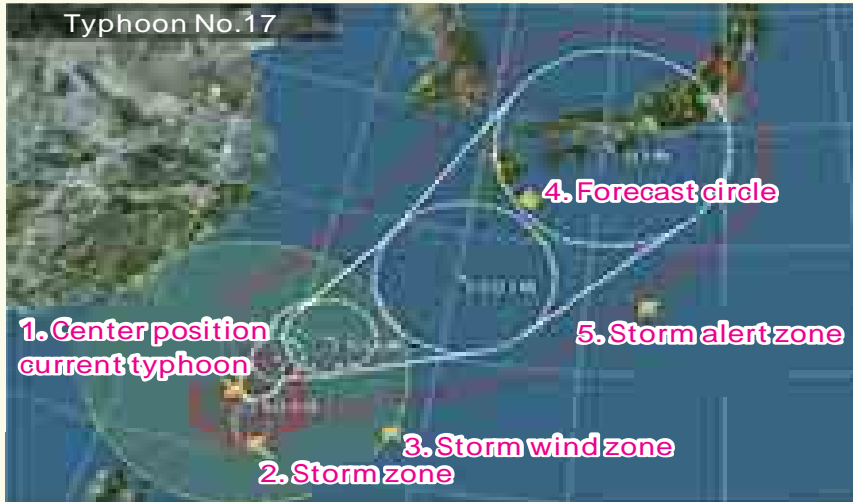 Typhoon No.17
4. Forecast circle
1. Center position
current typhoon
5. Storm alert zone
3. Storm wind zone
2. Storm zone